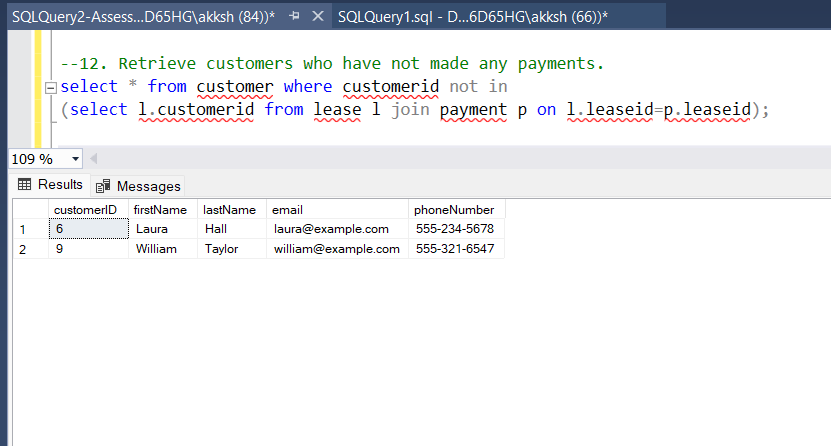 SQLQuery2-Assess...D65HG\akksh (84))* SQLQuery1.sql - D...6D65HG\akksh (66))*
--12. Retrieve customers who have not made any payments.
select * from customer where customerid not in
(select l.customerid from lease l join payment p on l.leaseid=p.leaseid);
109 %
Results Messages
customerID firstName lastName email phoneNumber
1 6 Laura Hall laura@example.com 555-234-5678
2 9 William Taylor william@example.com 555-321-6547